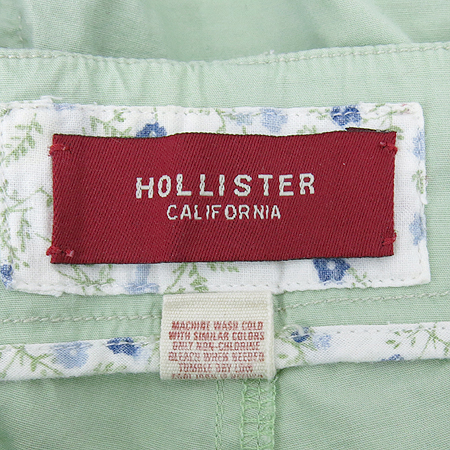 HOLLISTER
CALIFORNIA
MACHINE WASH COLD
WITH SIMILAR COLORS
ONLY NON-CHLORINE
BLEACH WHEN NEEDED
TUMBLE DRY LOW